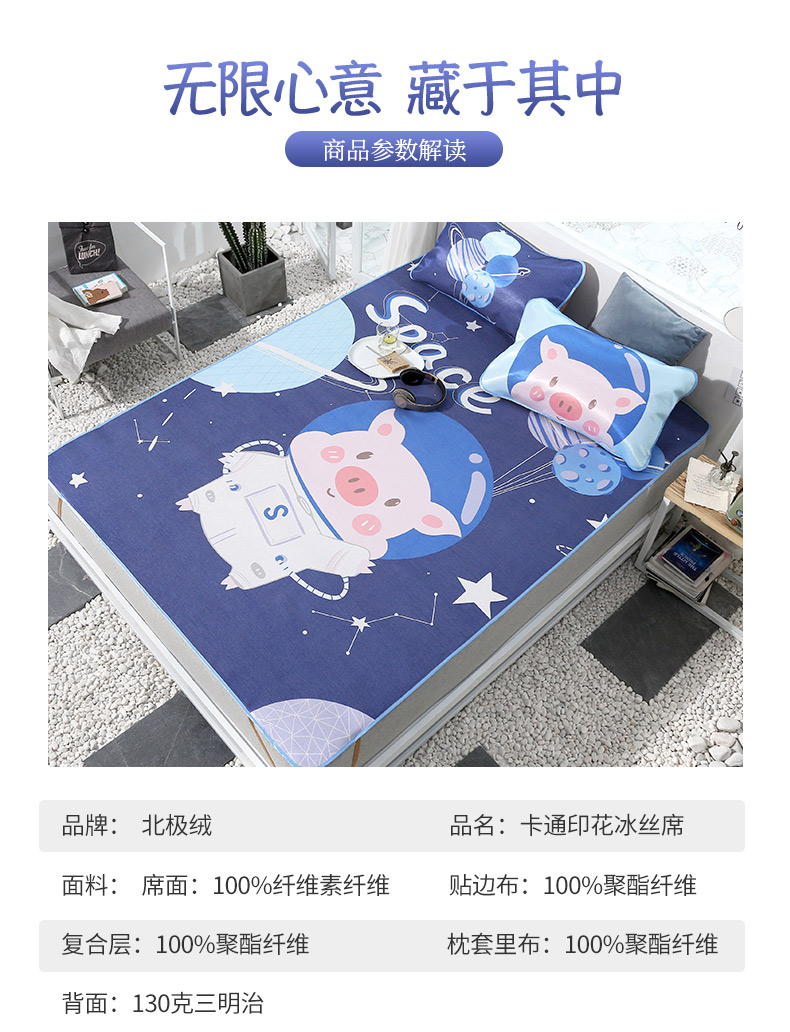 无限心意 藏于其中
商品参数解读
LUNCH!
Space
S
品牌： 北极绒
品名：卡通印花冰丝席
面料： 席面：100%纤维素纤维
贴边布：100%聚酯纤维
复合层：100%聚酯纤维
枕套里布：100%聚酯纤维
背面：130克三明治